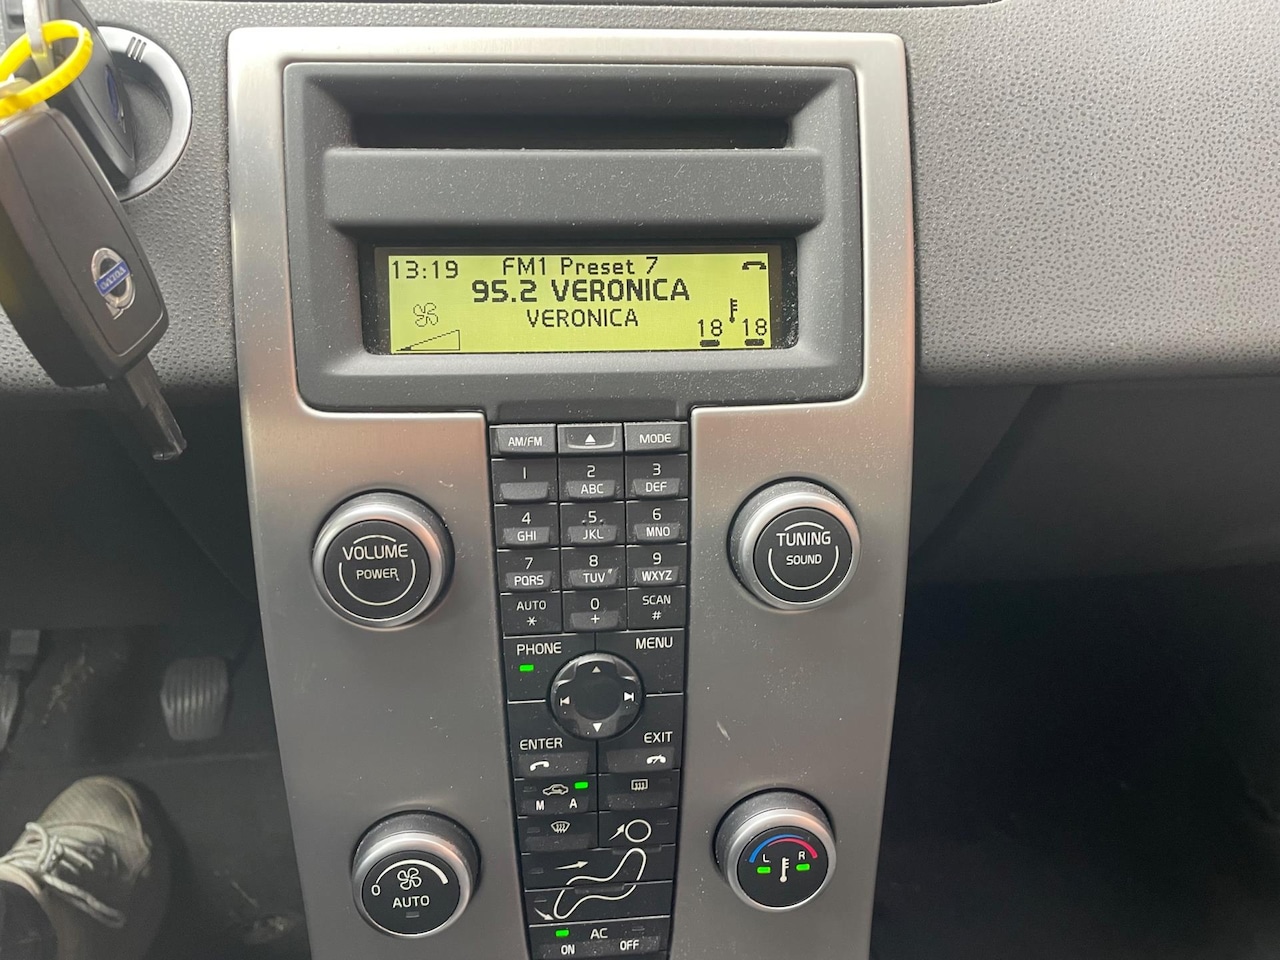 VOLVO
13:19 FM1 Preset 7
95.2 VERONICA
VERONICA
18 18
AM/FM MODE
1 2 3
ABC DEF
4 5 6
GHI JKL MNO
7 8 9
PQRS TUV WXYZ
AUTO 0 SCAN
* + #
VOLUME
POWER
TUNING
SOUND
PHONE MENU
ENTER EXIT
M A
0
AUTO
L R
AC
ON OFF